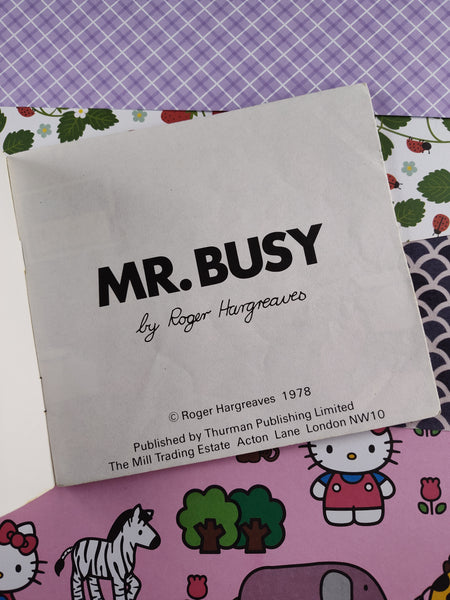 MR. BUSY
by Roger Hargreaves
© Roger Hargreaves 1978
Published by Thurman Publishing Limited
The Mill Trading Estate Acton Lane London NW10